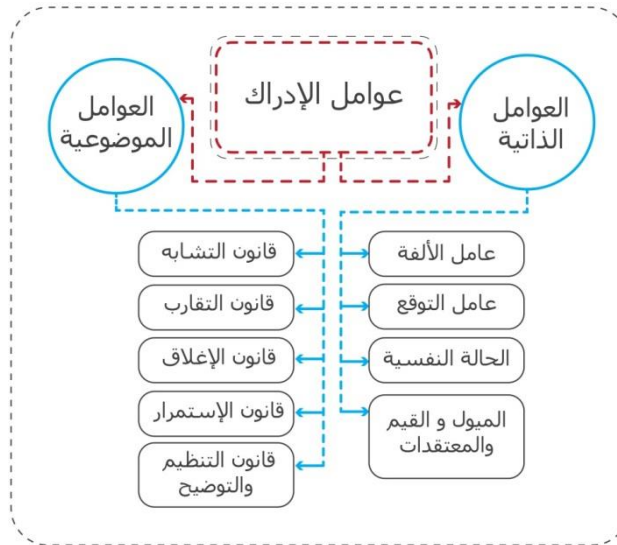 عوامل الإدراك
العوامل
الذاتية
العوامل
الموضوعية
عامل الألفة
عامل التوقع
الحالة النفسية
الميول و القيم
والمعتقدات
قانون التشابه
قانون التقارب
قانون الإغلاق
قانون الإستمرار
قانون التنظيم
والتوضيح